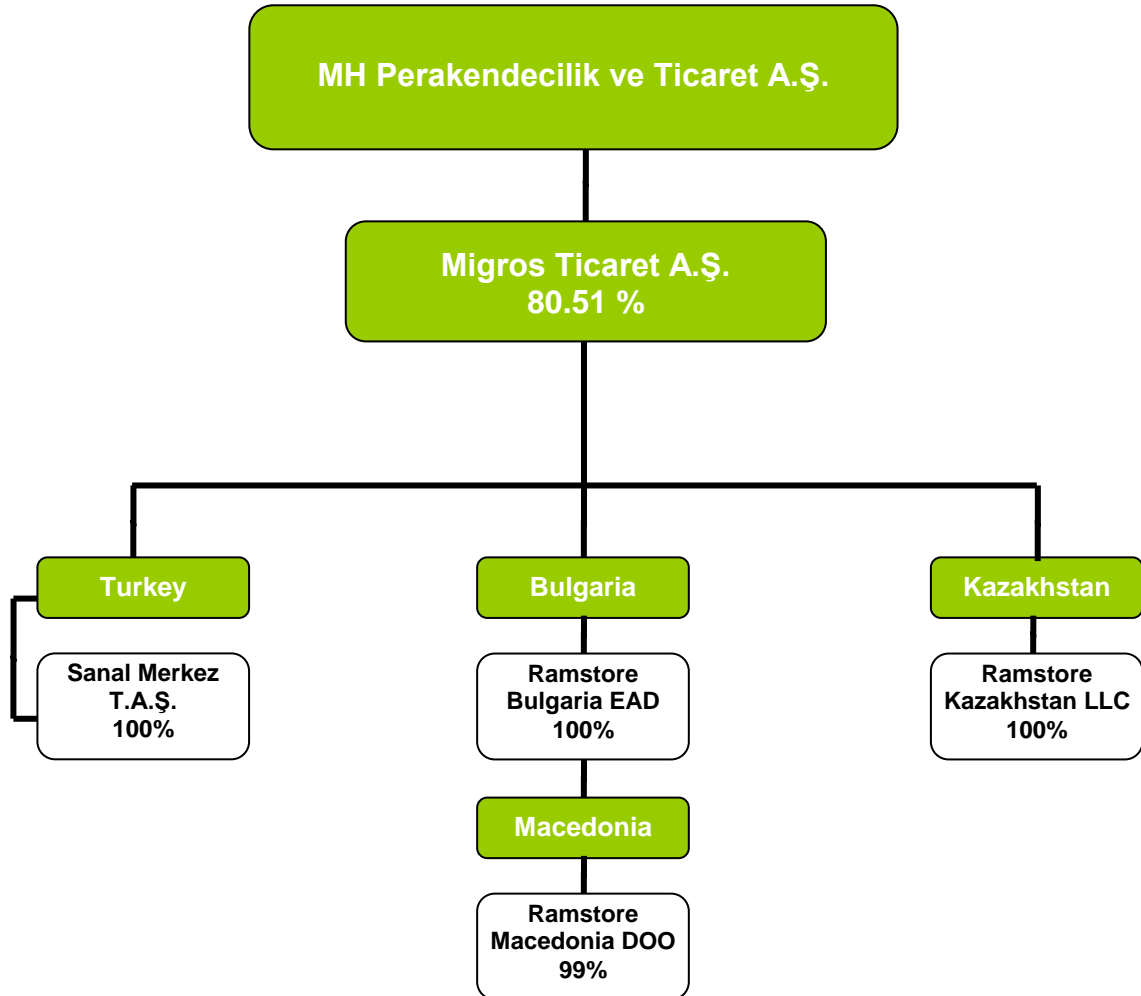 MH Perakendecilik ve Ticaret A.Ş.
Migros Ticaret A.Ş.
80.51 %
Turkey
Bulgaria
Kazakhstan
Sanal Merkez
T.A.Ş.
100%
Ramstore
Bulgaria EAD
100%
Ramstore
Kazakhstan LLC
100%
Macedonia
Ramstore
Macedonia DOO
99%